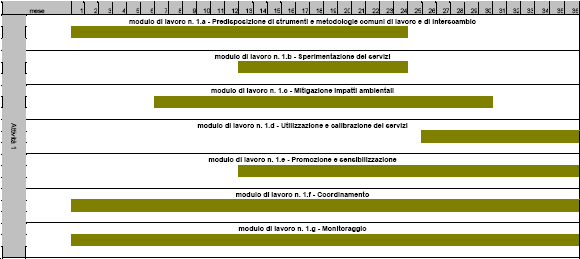 mese 1 2 3 4 5 6 7 8 9 10 11 12 13 14 15 16 17 18 19 20 21 22 23 24 25 26 27 28 29 30 31 32 33 34 35 36
modulo di lavoro n. 1.a - Predisposizione di strumenti e metodologie comuni di lavoro e di interscambio
modulo di lavoro n. 1.b - Sperimentazione dei servizi
modulo di lavoro n. 1.c - Mitigazione impatti ambientali
Attività 1
modulo di lavoro n. 1.d - Utilizzazione e calibrazione dei servizi
modulo di lavoro n. 1.e - Promozione e sensibilizzazione
modulo di lavoro n. 1.f - Coordinamento
modulo di lavoro n. 1.g - Monitoraggio